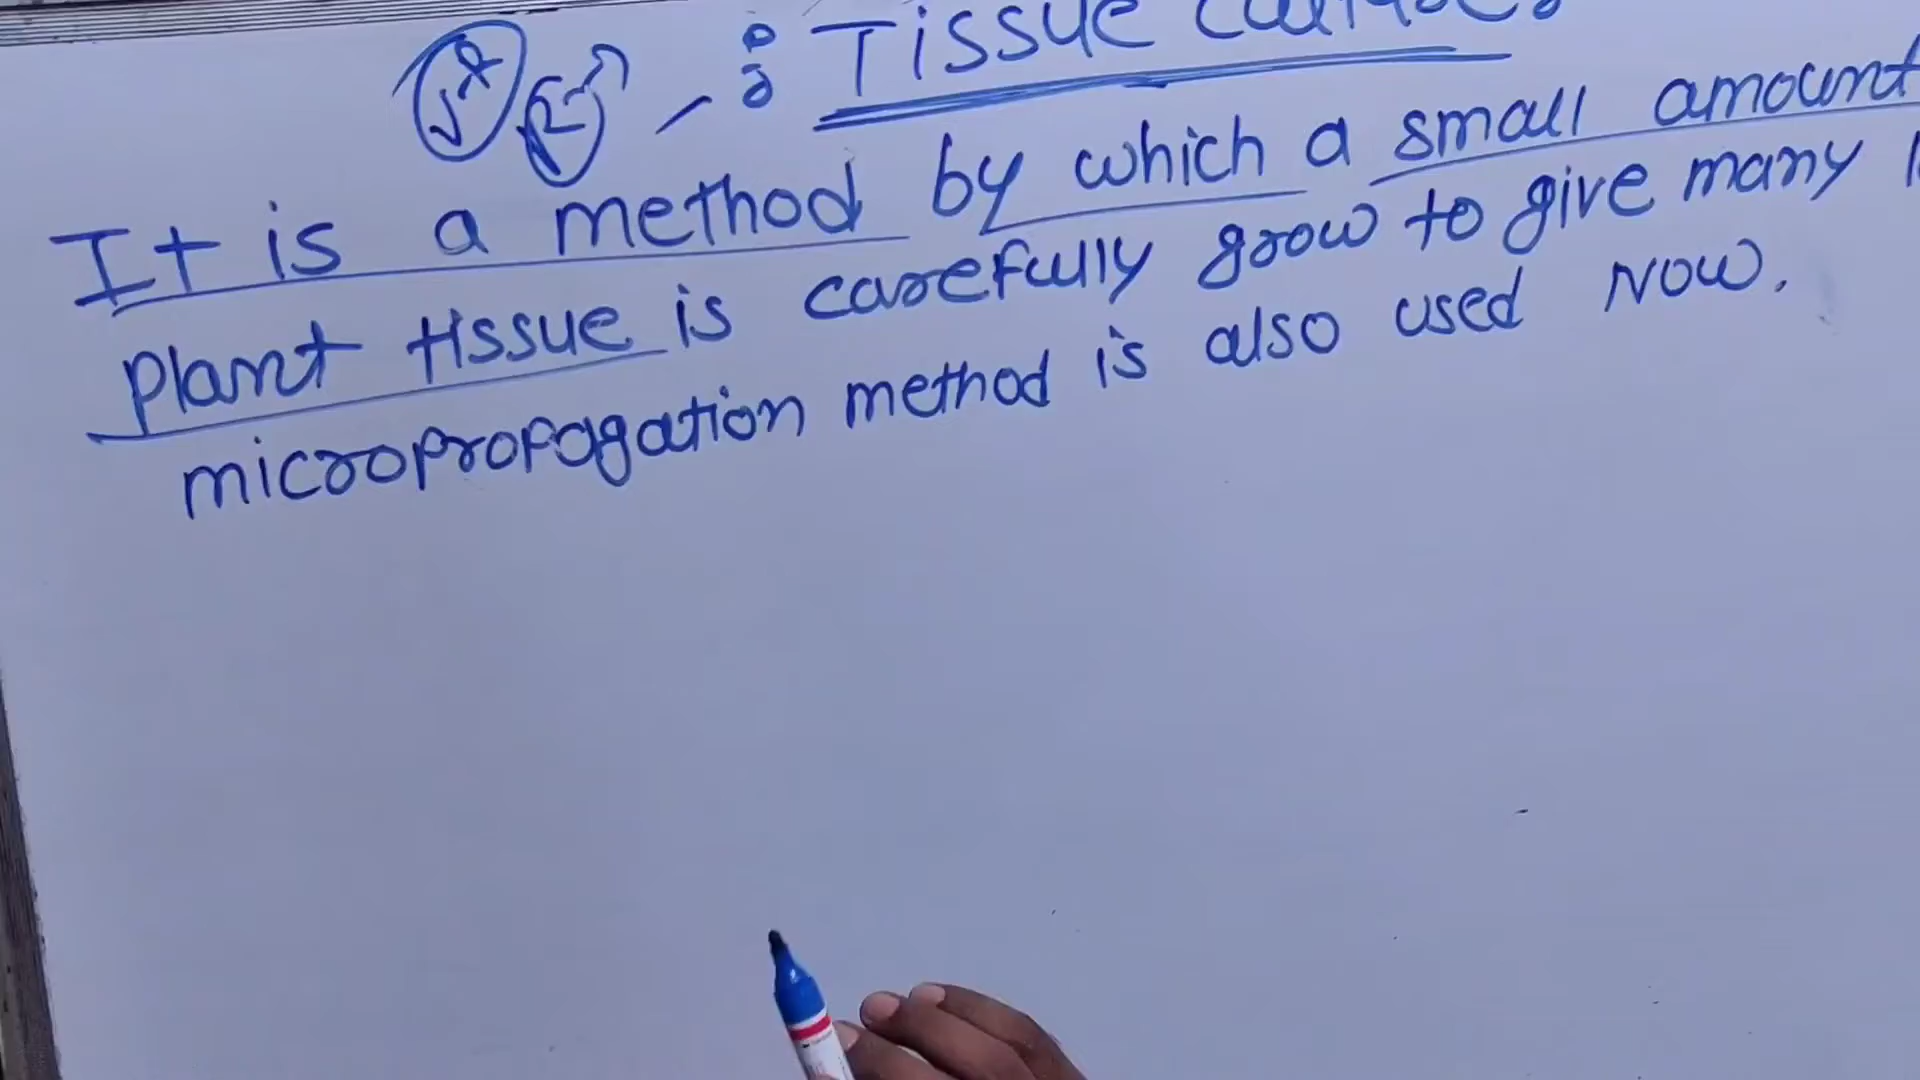 Tissue
It is a method by which a small amount
plant tissue is carefully grow to give many
micropropogation method is also used Now.